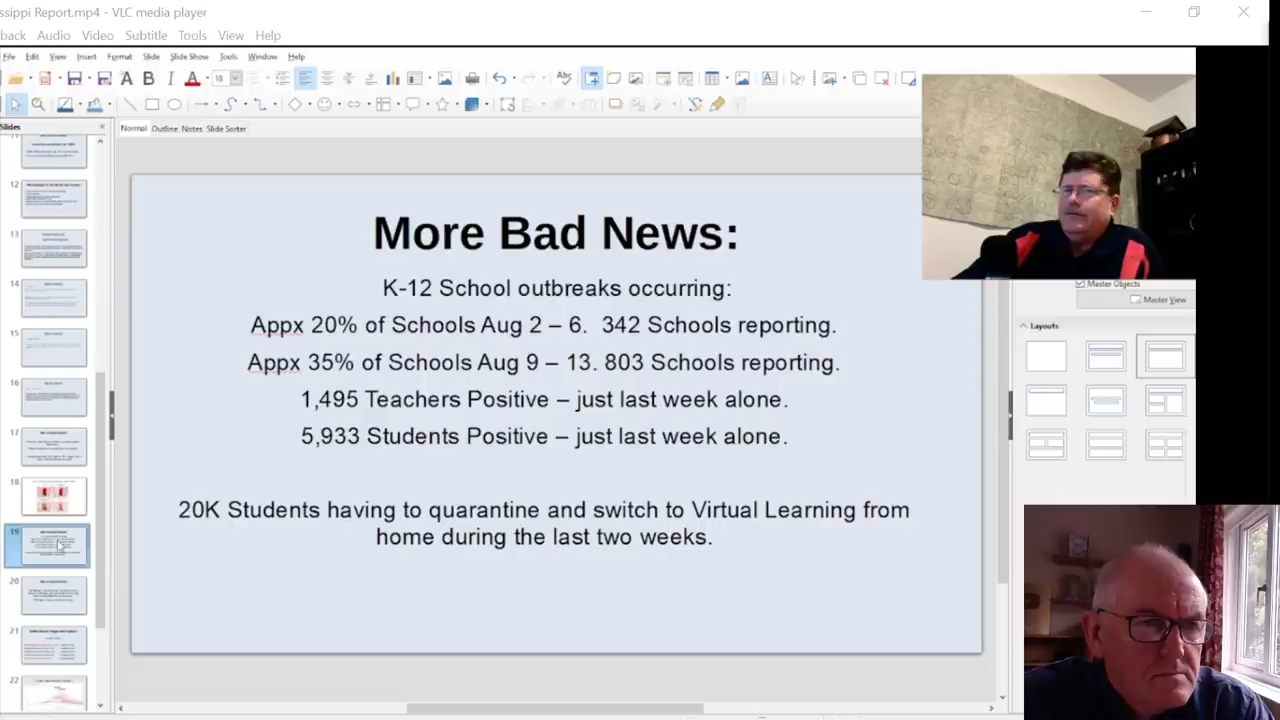 ssippi Report.mp4 - VLC media player
back Audio Video Subtitle Tools View Help
File Edit View Insert Format Slide Slide Show Tools Window Help
18
Slides
Normal Outline Notes Slide Sorter
12
13
14
15
16
17
18
19
20
21
22
More Bad News:
K-12 School outbreaks occurring:
Appx 20% of Schools Aug 2 – 6.  342 Schools reporting.
Appx 35% of Schools Aug 9 – 13. 803 Schools reporting.
1,495 Teachers Positive – just last week alone.
5,933 Students Positive – just last week alone.
20K Students having to quarantine and switch to Virtual Learning from
home during the last two weeks.
Master Objects
Master View
Layouts